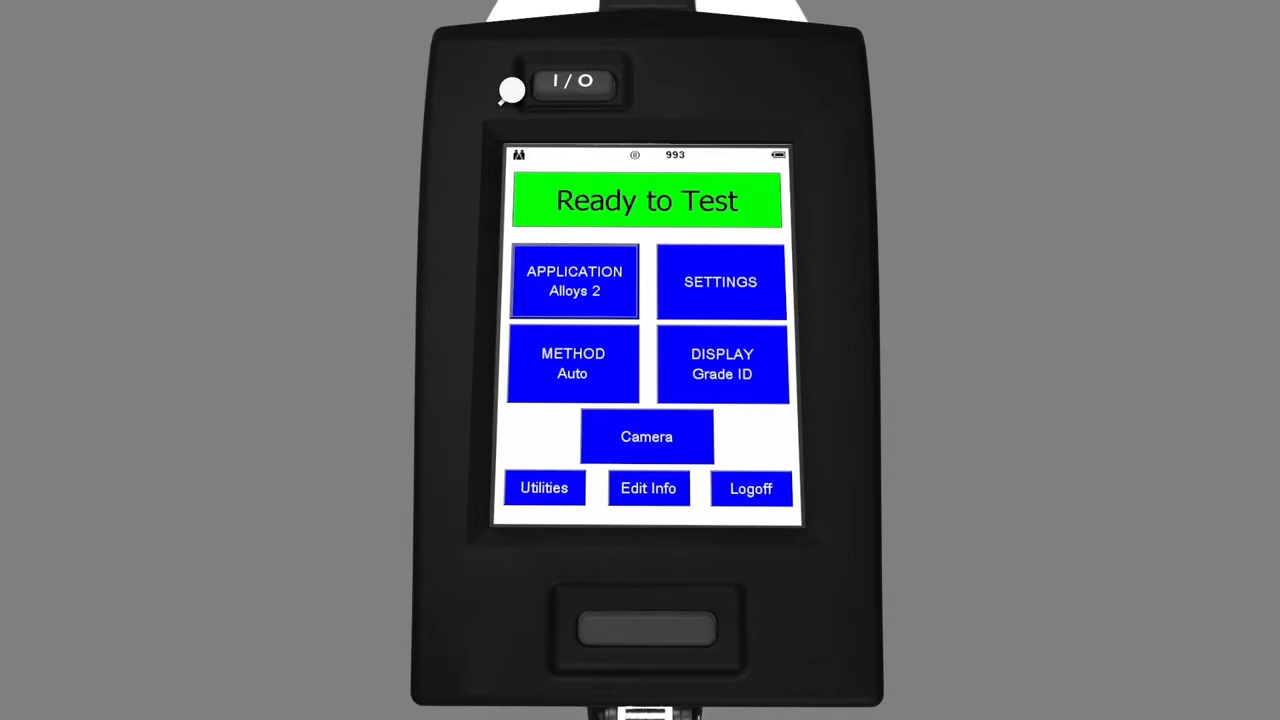 I / O
993
Ready to Test
APPLICATION
Alloys 2
SETTINGS
METHOD
Auto
DISPLAY
Grade ID
Camera
Utilities
Edit Info
Logoff